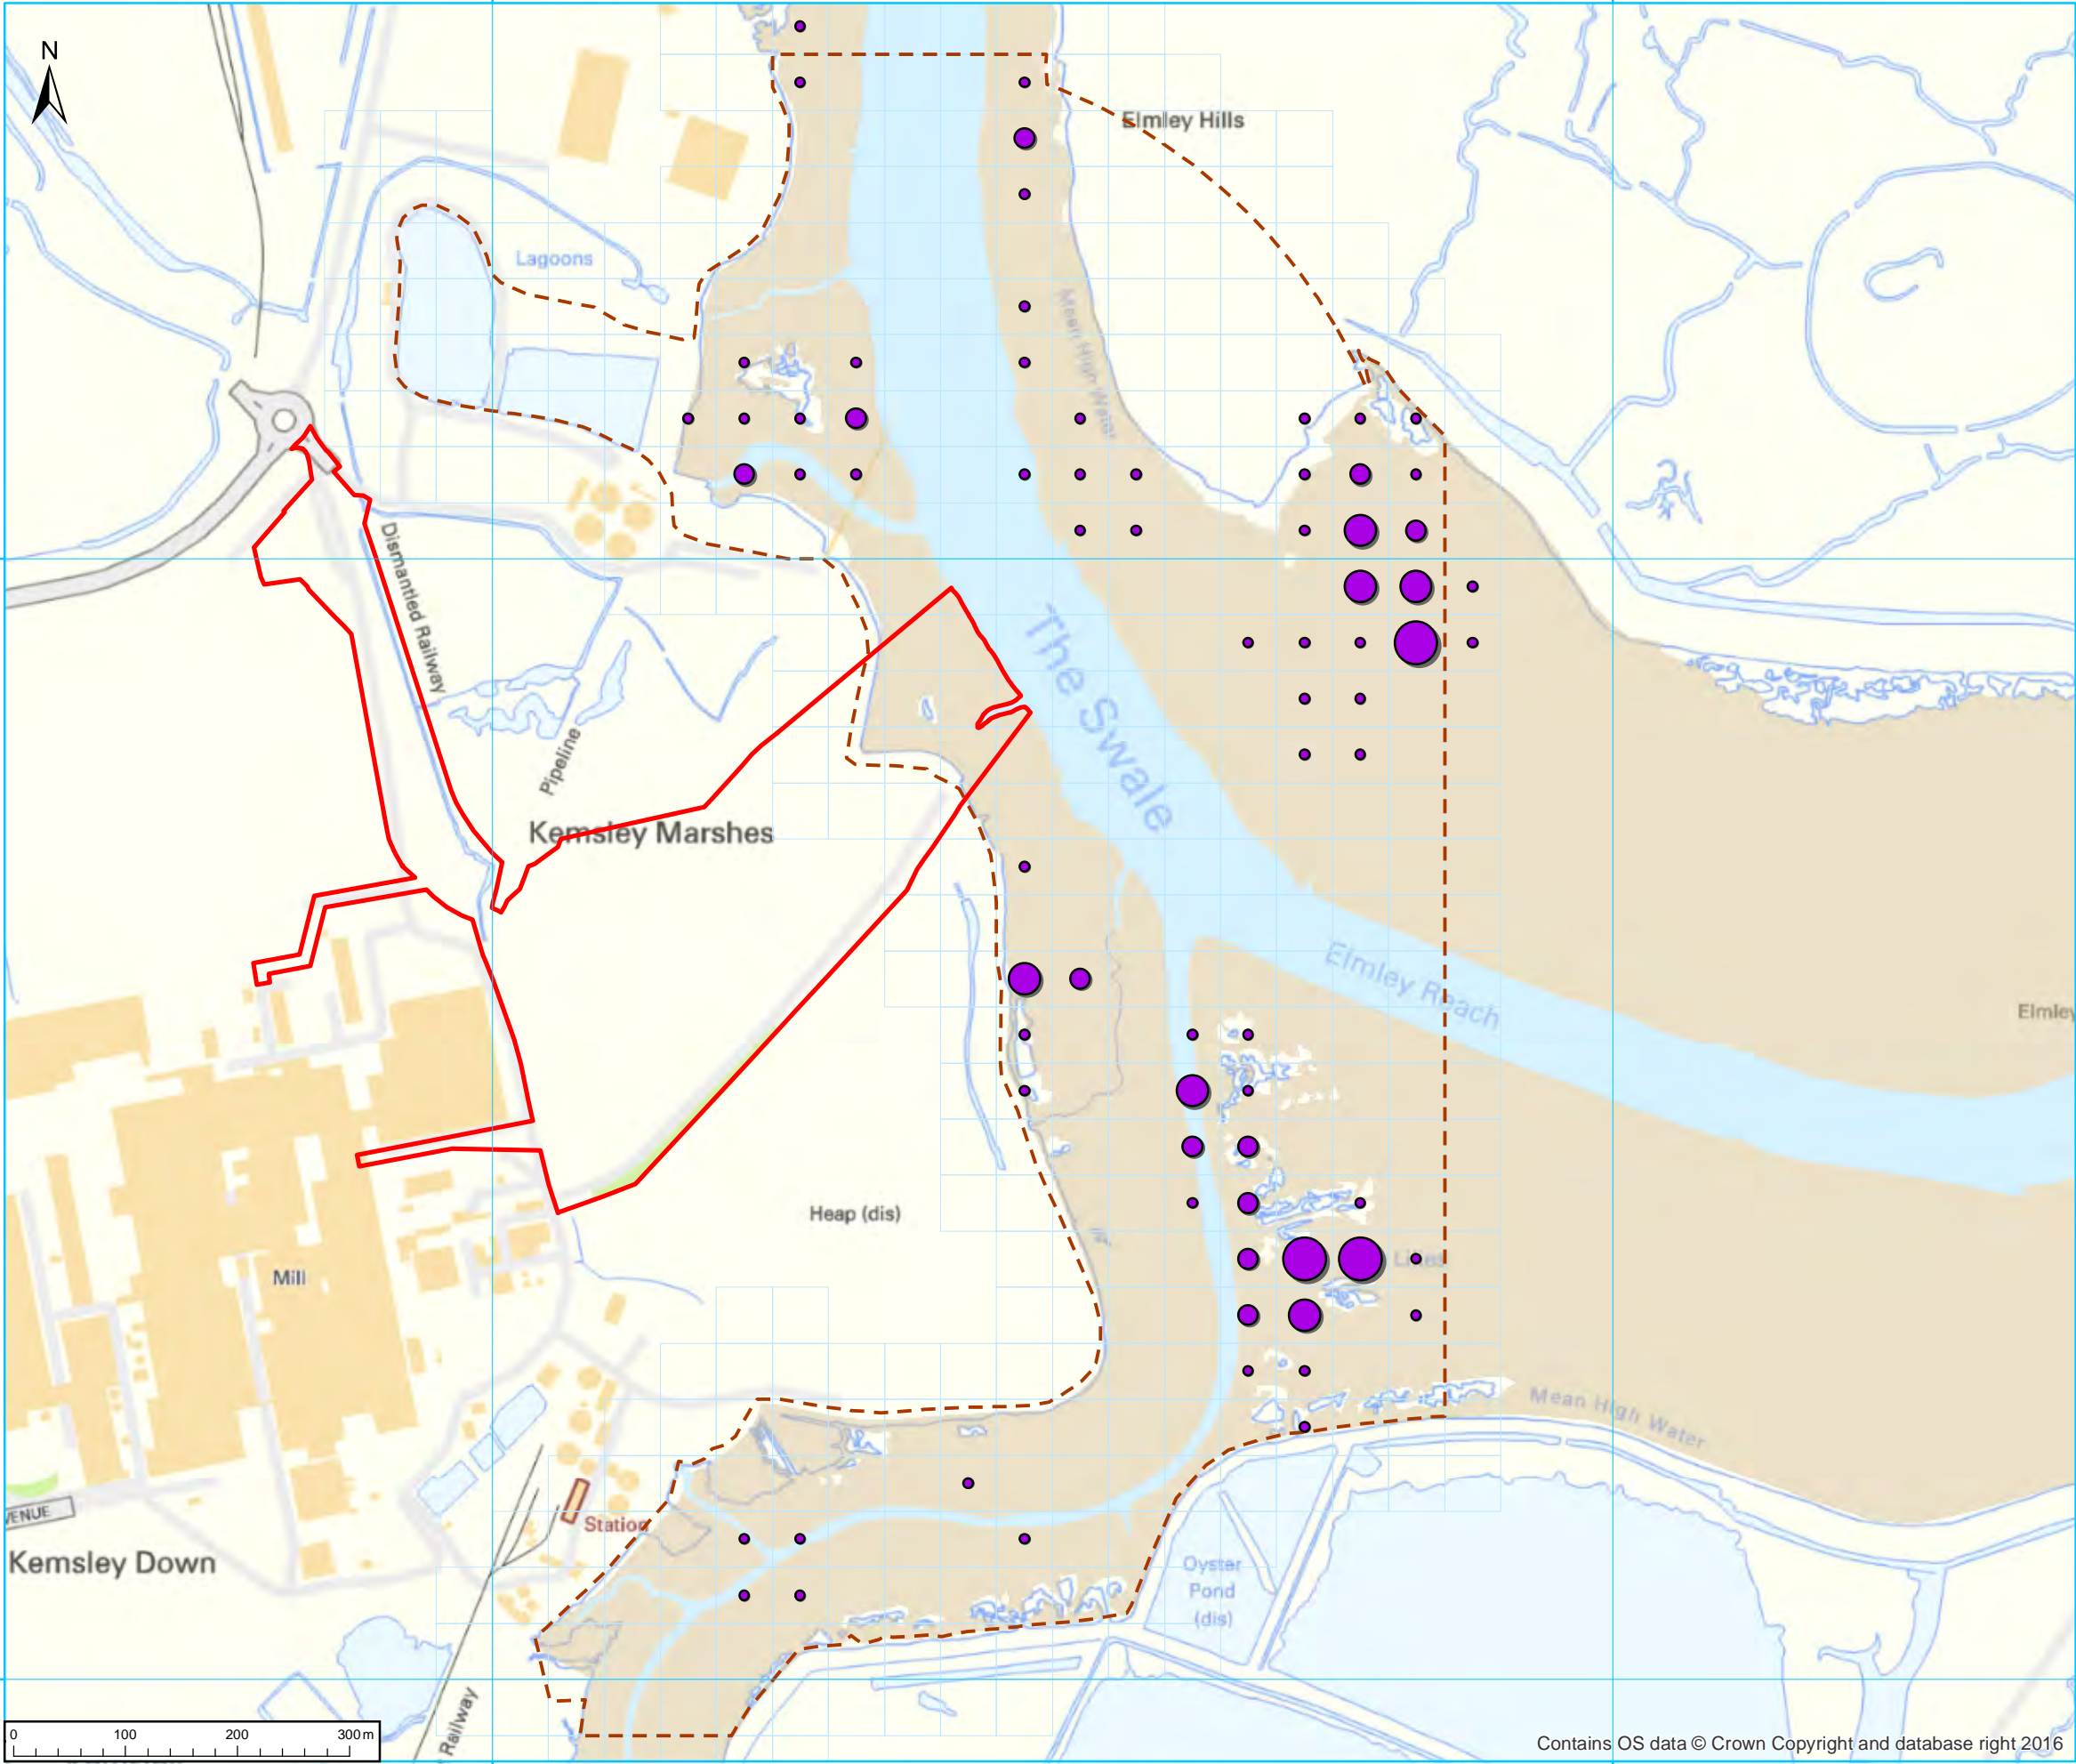 N
Elmley Hills
Lagoons
Mean High Water
Dismantled Railway
The Swale
Pipeline
Kemsley Marshes
Elmley Reach
Elmley
Heap (dis)
Lilies
Mill
Mean High Water
VENUE
Station
Kemsley Down
Oyster
Pond
(dis)
Railway
0 100 200 300 m
Contains OS data © Crown Copyright and database right 2016